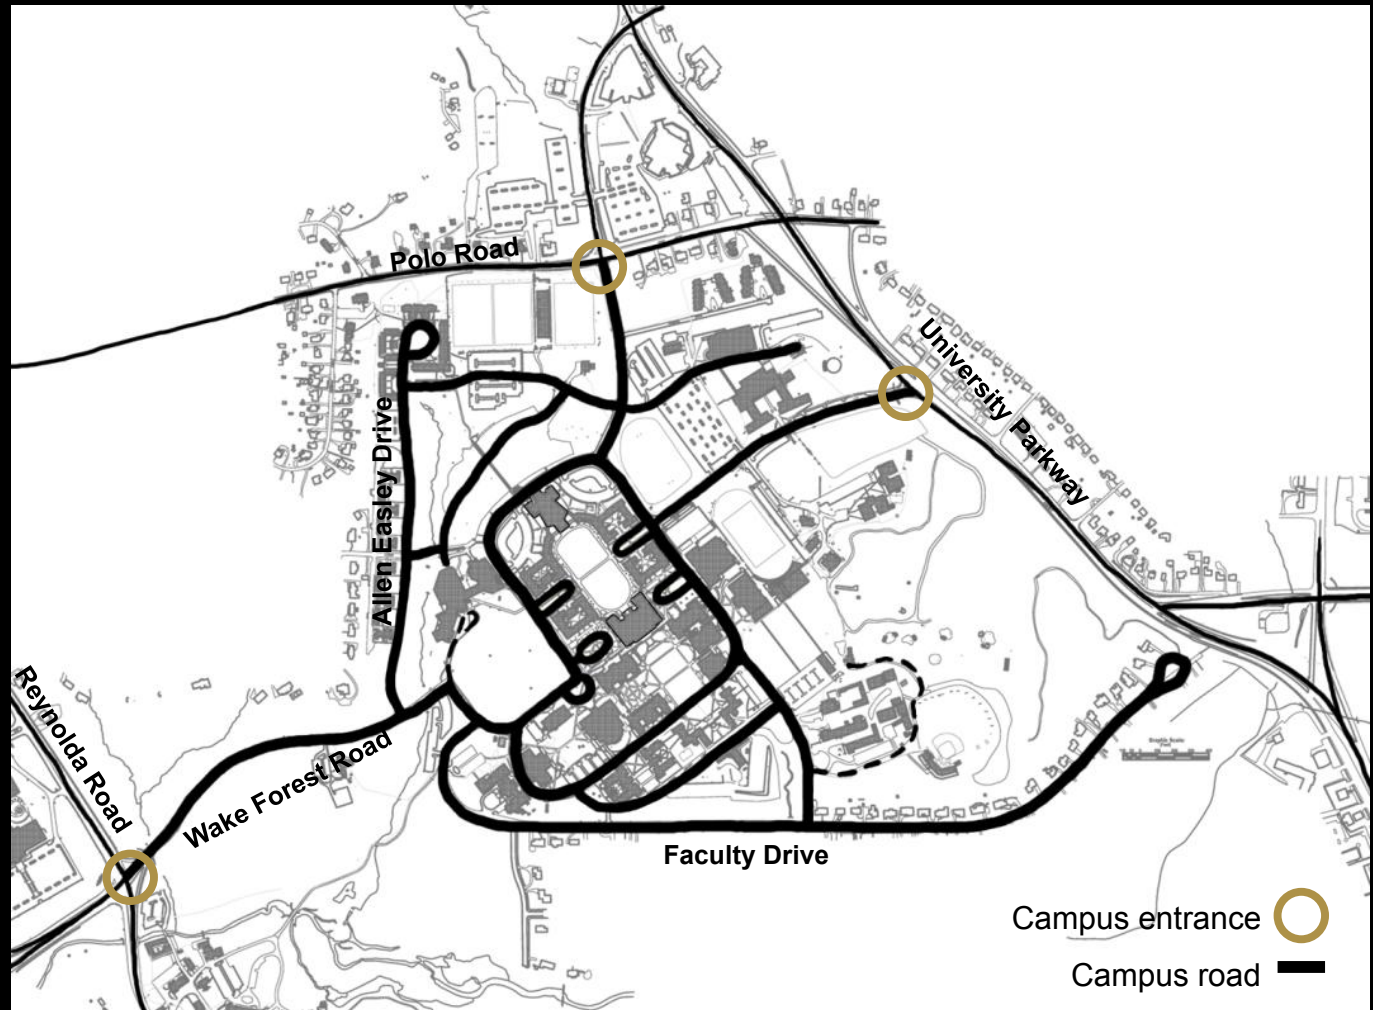 Polo Road
University Parkway
Allen Easley Drive
Reynolda Road
Wake Forest Road
Faculty Drive
Campus entrance
Campus road